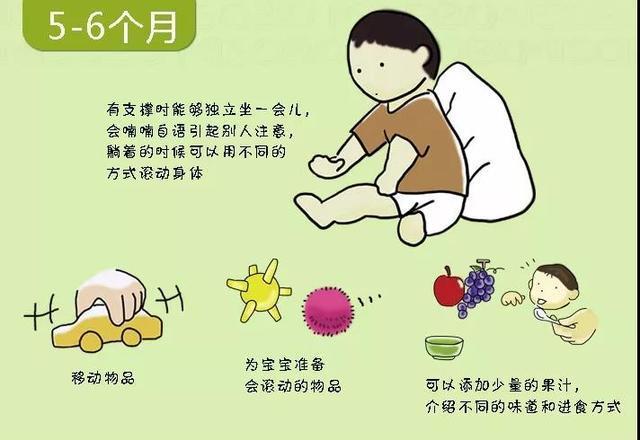 5-6个月
有支撑时能够独立坐一会儿，
会喃喃自语引起别人注意，
躺着的时候可以用不同的
方式滚动身体
移动物品
为宝宝准备
会滚动的物品
可以添加少量的果汁，
介绍不同的味道和进食方式